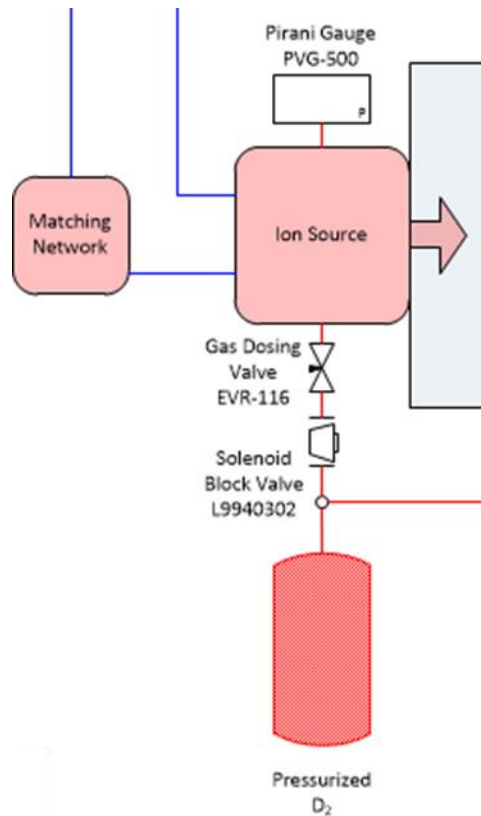 Pirani Gauge
PVG-500
P
Matching
Network
Ion Source
Gas Dosing
Valve
EVR-116
Solenoid
Block Valve
L9940302
Pressurized
D₂